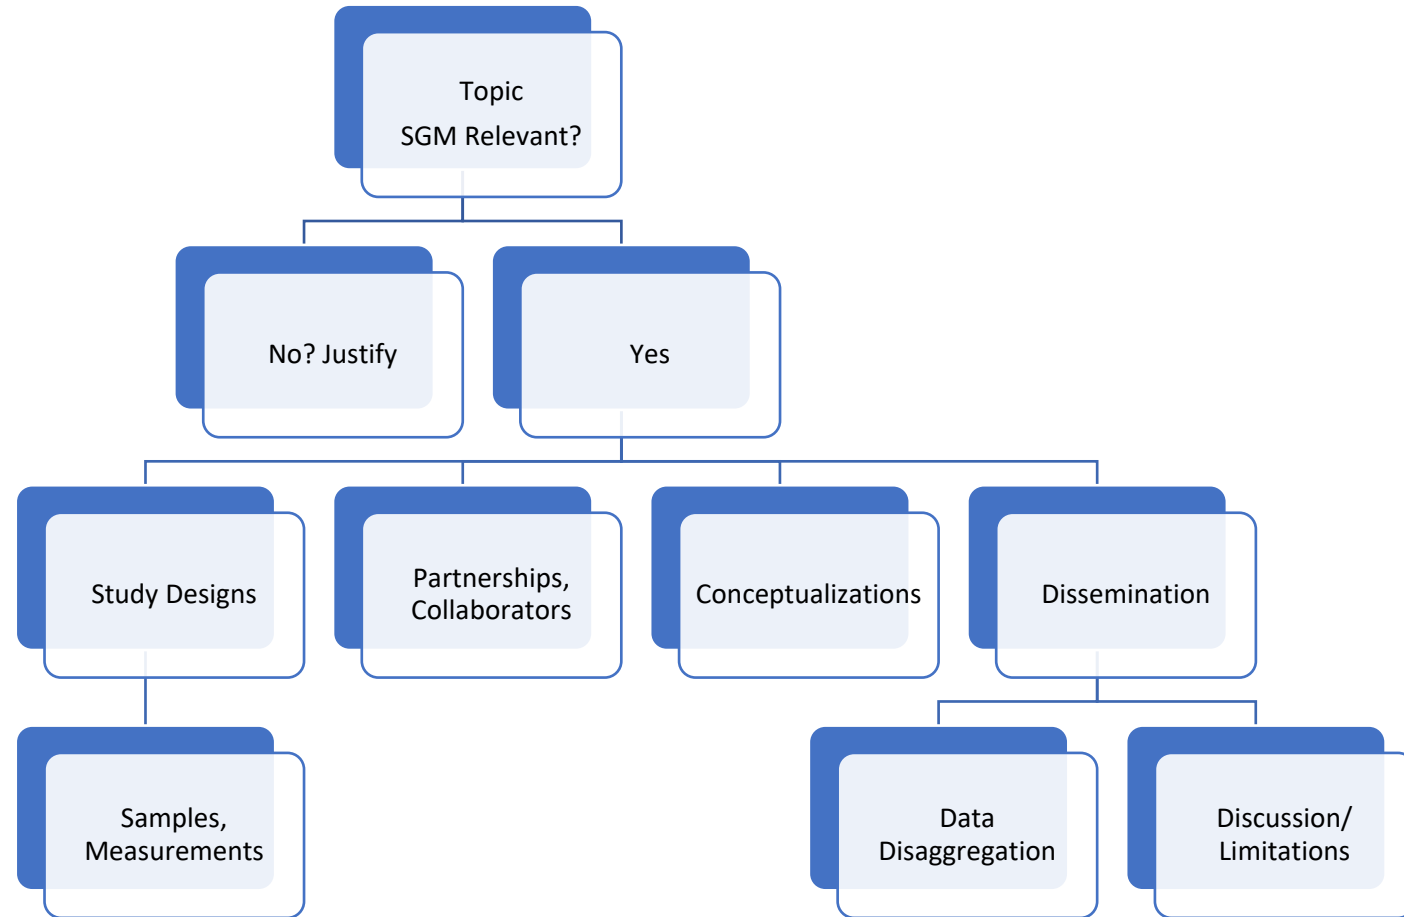 Topic
SGM Relevant?
No? Justify
Yes
Study Designs
Partnerships,
Collaborators
Conceptualizations
Dissemination
Samples,
Measurements
Data
Disaggregation
Discussion/
Limitations